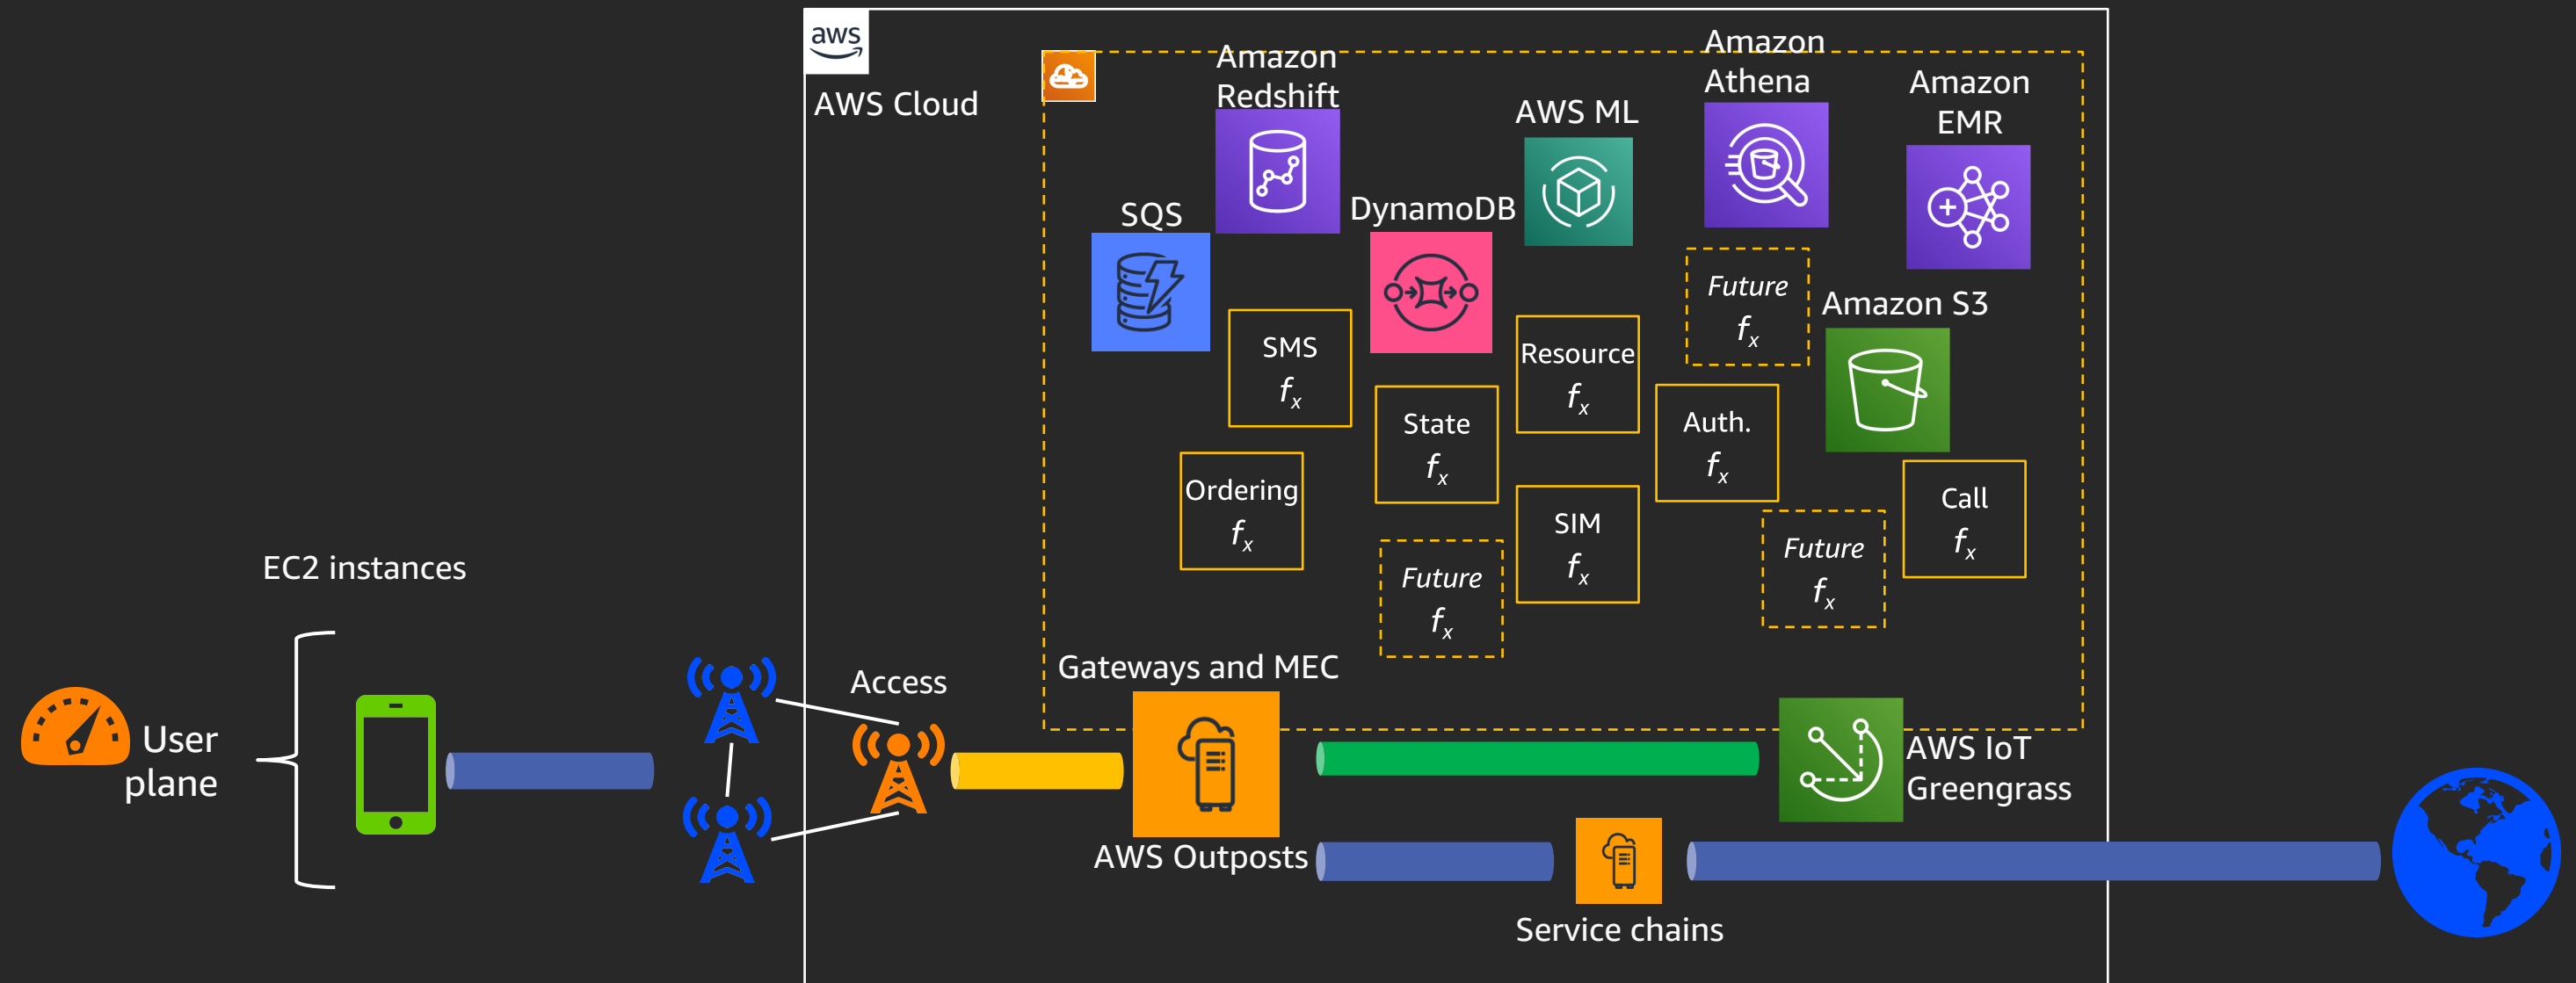 aws
AWS Cloud
Amazon
Redshift
AWS ML
Amazon
Athena
Amazon
EMR
SQS
DynamoDB
Future
fx
Amazon S3
SMS
fx
Resource
fx
State
fx
Auth.
fx
Ordering
fx
SIM
fx
Call
fx
Future
fx
Future
fx
EC2 instances
User
plane
Access
Gateways and MEC
AWS Outposts
AWS IoT
Greengrass
Service chains